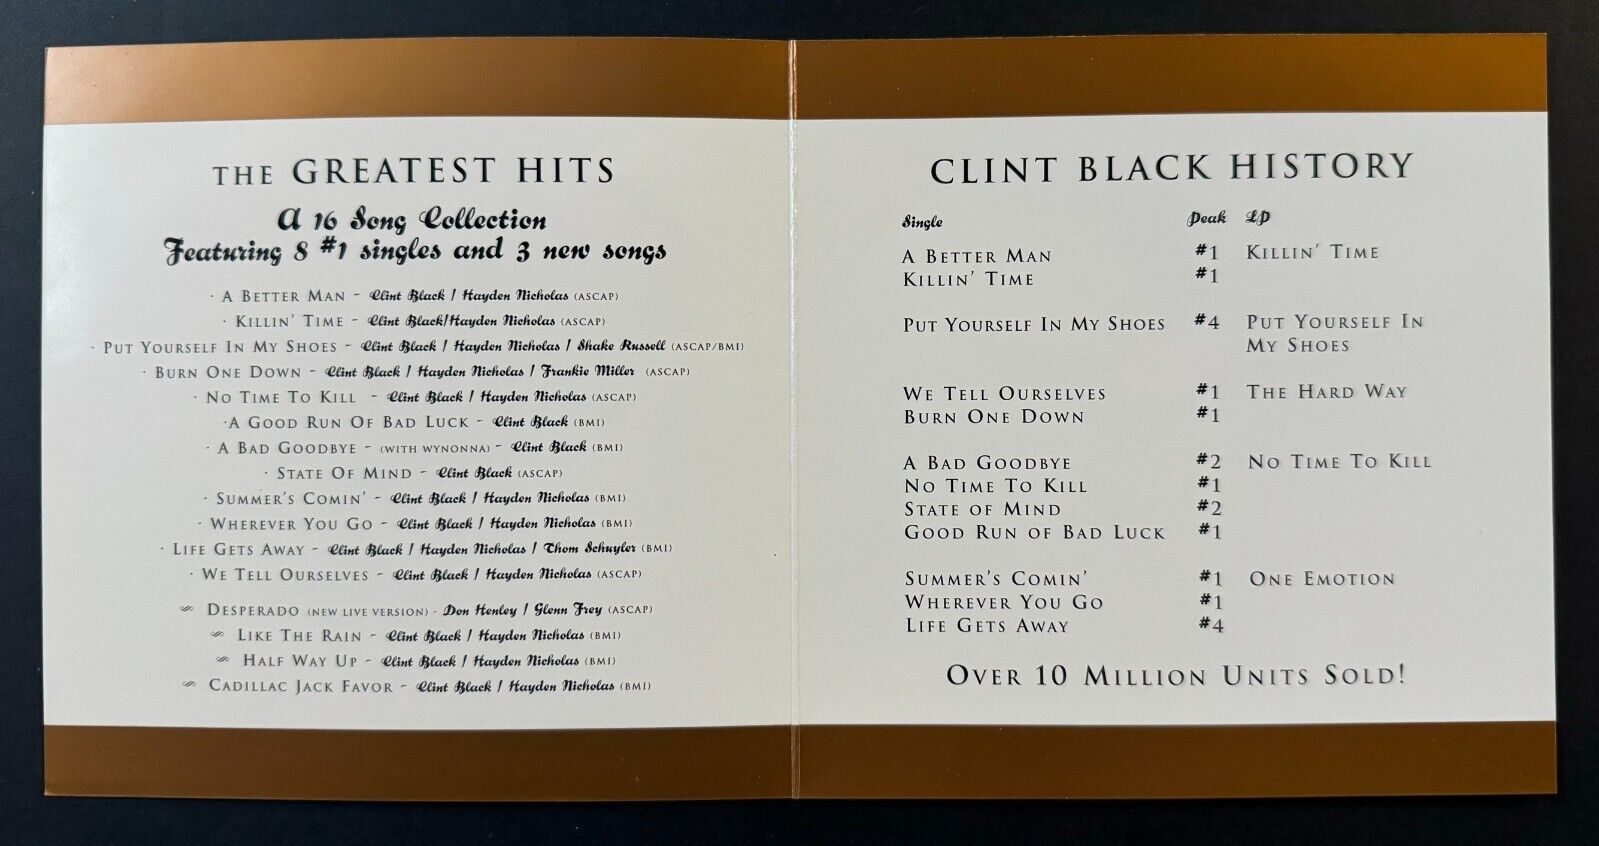 THE GREATEST HITS
A 16 Song Collection
Featuring 8 #1 singles and 3 new songs
· A BETTER MAN - Clint Black / Hayden Nicholas (ASCAP)
· KILLIN' TIME - Clint Black/Hayden Nicholas (ASCAP)
· PUT YOURSELF IN MY SHOES - Clint Black / Hayden Nicholas / Shake Russell (ASCAP/BMI)
· BURN ONE DOWN - Clint Black / Hayden Nicholas / Frankie Miller (ASCAP)
· NO TIME TO KILL - Clint Black / Hayden Nicholas (ASCAP)
·A GOOD RUN OF BAD LUCK - Clint Black (BMI)
· A BAD GOODBYE - (WITH WYNONNA) - Clint Black (BMI)
· STATE OF MIND - Clint Black (ASCAP)
· SUMMER'S COMIN' - Clint Black / Hayden Nicholas (BMI)
· WHEREVER YOU GO - Clint Black / Hayden Nicholas (BMI)
· LIFE GETS AWAY - Clint Black / Hayden Nicholas / Thom Schuyler (BMI)
· WE TELL OURSELVES - Clint Black / Hayden Nicholas (ASCAP)
DESPERADO (NEW LIVE VERSION) - Don Henley / Glenn Frey (ASCAP)
LIKE THE RAIN - Clint Black / Hayden Nicholas (BMI)
HALF WAY UP - Clint Black / Hayden Nicholas (BMI)
CADILLAC JACK FAVOR - Clint Black / Hayden Nicholas (BMI)
CLINT BLACK HISTORY
Single Peak LP
A BETTER MAN #1 KILLIN' TIME
KILLIN' TIME #1
PUT YOURSELF IN MY SHOES #4 PUT YOURSELF IN
MY SHOES
WE TELL OURSELVES #1 THE HARD WAY
BURN ONE DOWN #1
A BAD GOODBYE #2 NO TIME TO KILL
NO TIME TO KILL #1
STATE OF MIND #2
GOOD RUN OF BAD LUCK #1
SUMMER'S COMIN' #1 ONE EMOTION
WHEREVER YOU GO #1
LIFE GETS AWAY #4
OVER 10 MILLION UNITS SOLD!